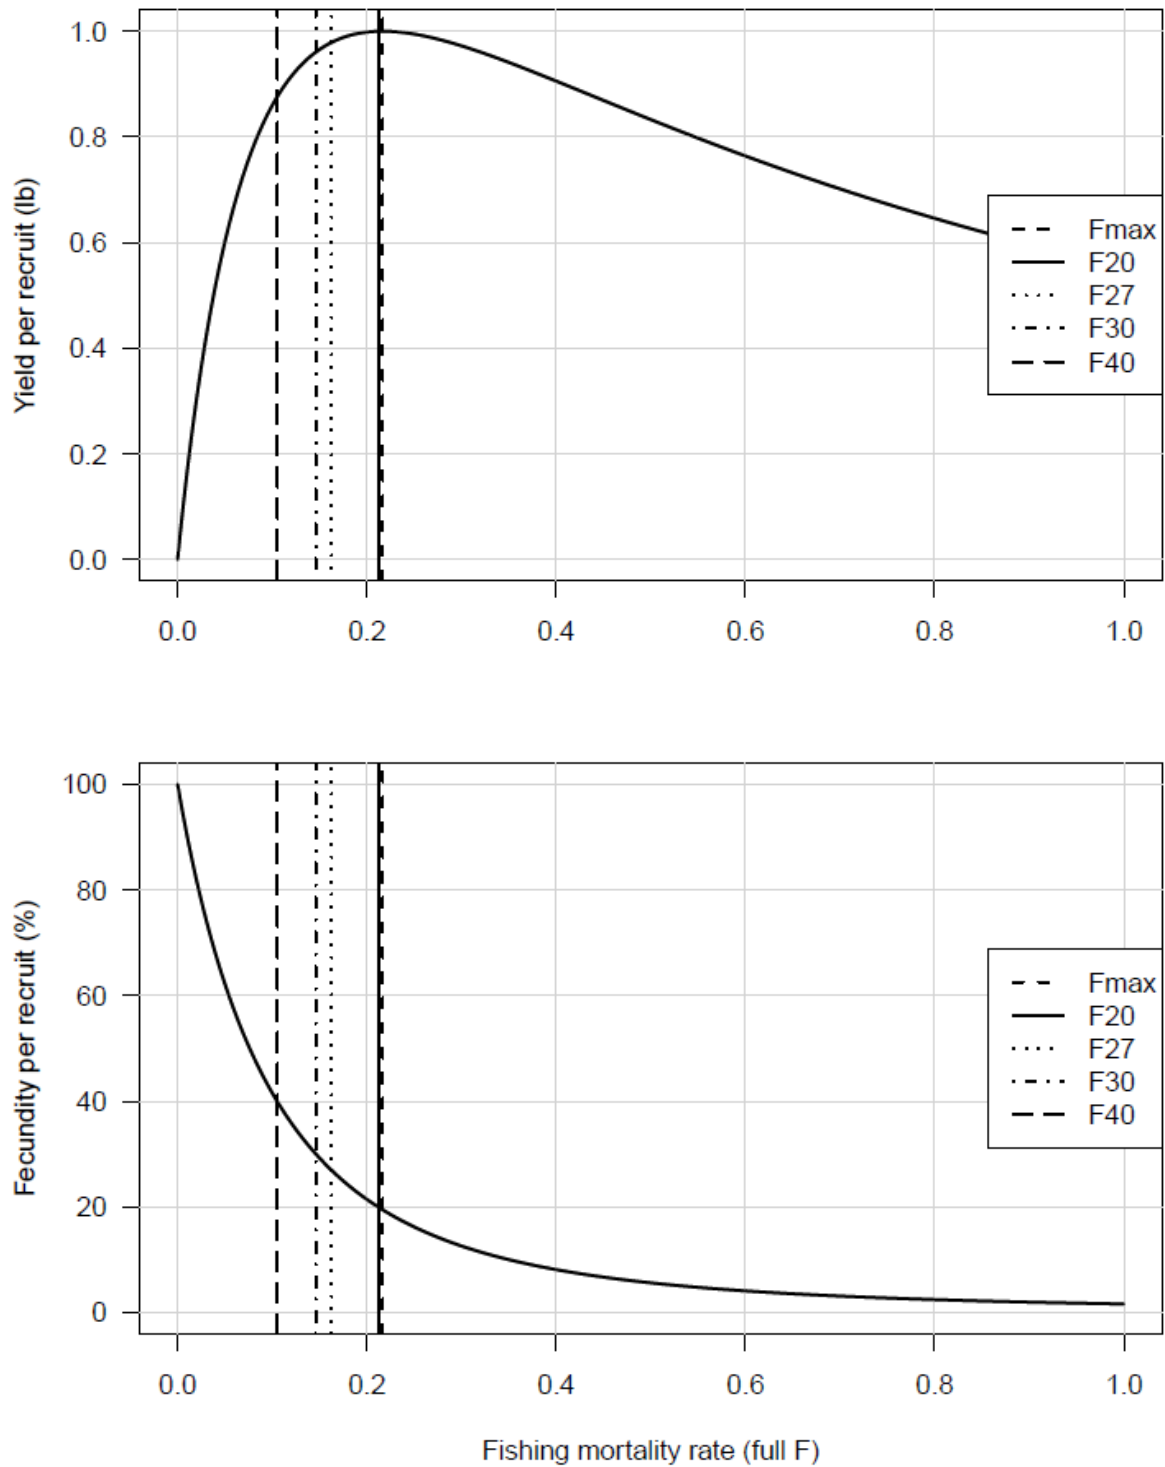 Yield per recruit (lb)
1.0
0.8
0.6
0.4
0.2
0.0
0.0 0.2 0.4 0.6 0.8 1.0
Fmax
F20
F27
F30
F40
Fecundity per recruit (%)
100
80
60
40
20
0
0.0 0.2 0.4 0.6 0.8 1.0
Fmax
F20
F27
F30
F40
Fishing mortality rate (full F)